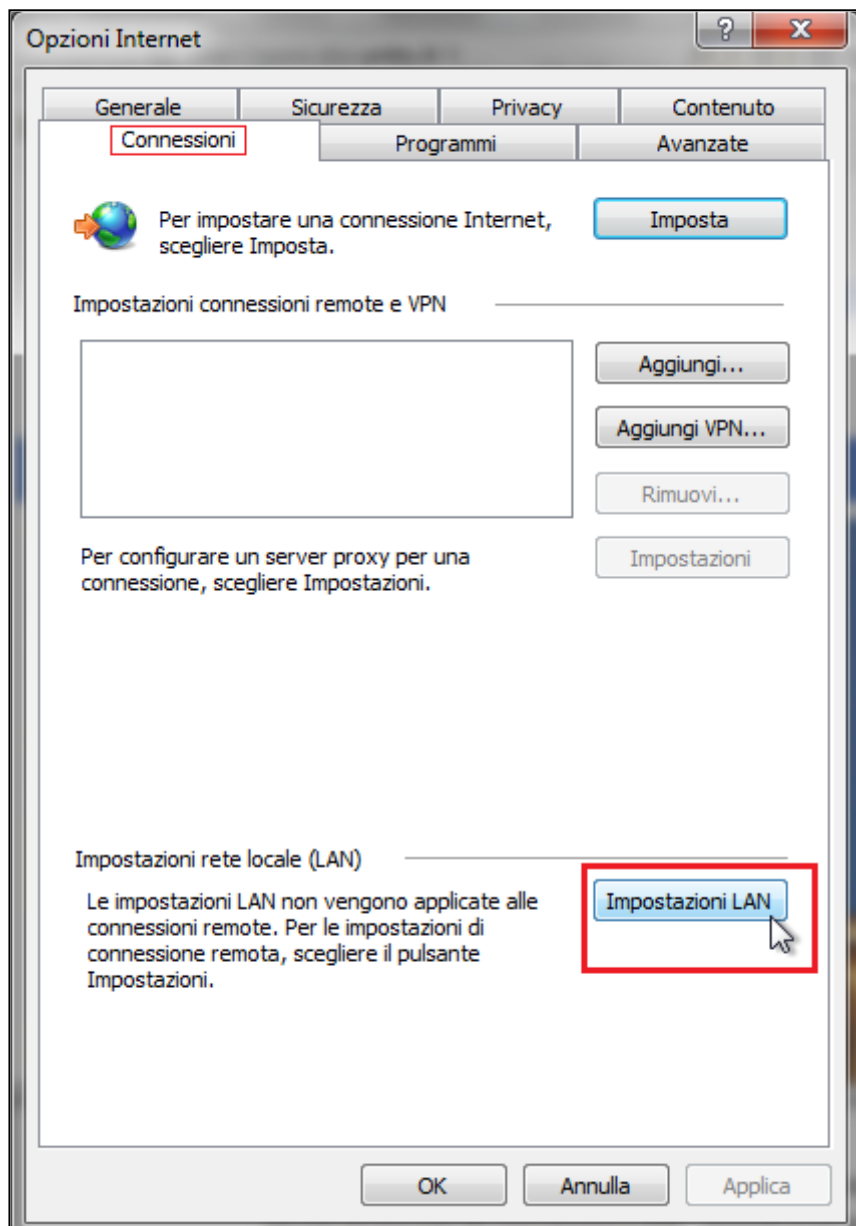 Opzioni Internet
Generale
Sicurezza
Privacy
Contenuto
Connessioni
Programmi
Avanzate
Per impostare una connessione Internet,
scegliere Imposta.
Imposta
Impostazioni connessioni remote e VPN
Aggiungi...
Aggiungi VPN...
Rimuovi...
Per configurare un server proxy per una
connessione, scegliere Impostazioni.
Impostazioni
Impostazioni rete locale (LAN)
Le impostazioni LAN non vengono applicate alle
connessioni remote. Per le impostazioni di
connessione remota, scegliere il pulsante
Impostazioni.
Impostazioni LAN
OK
Annulla
Applica